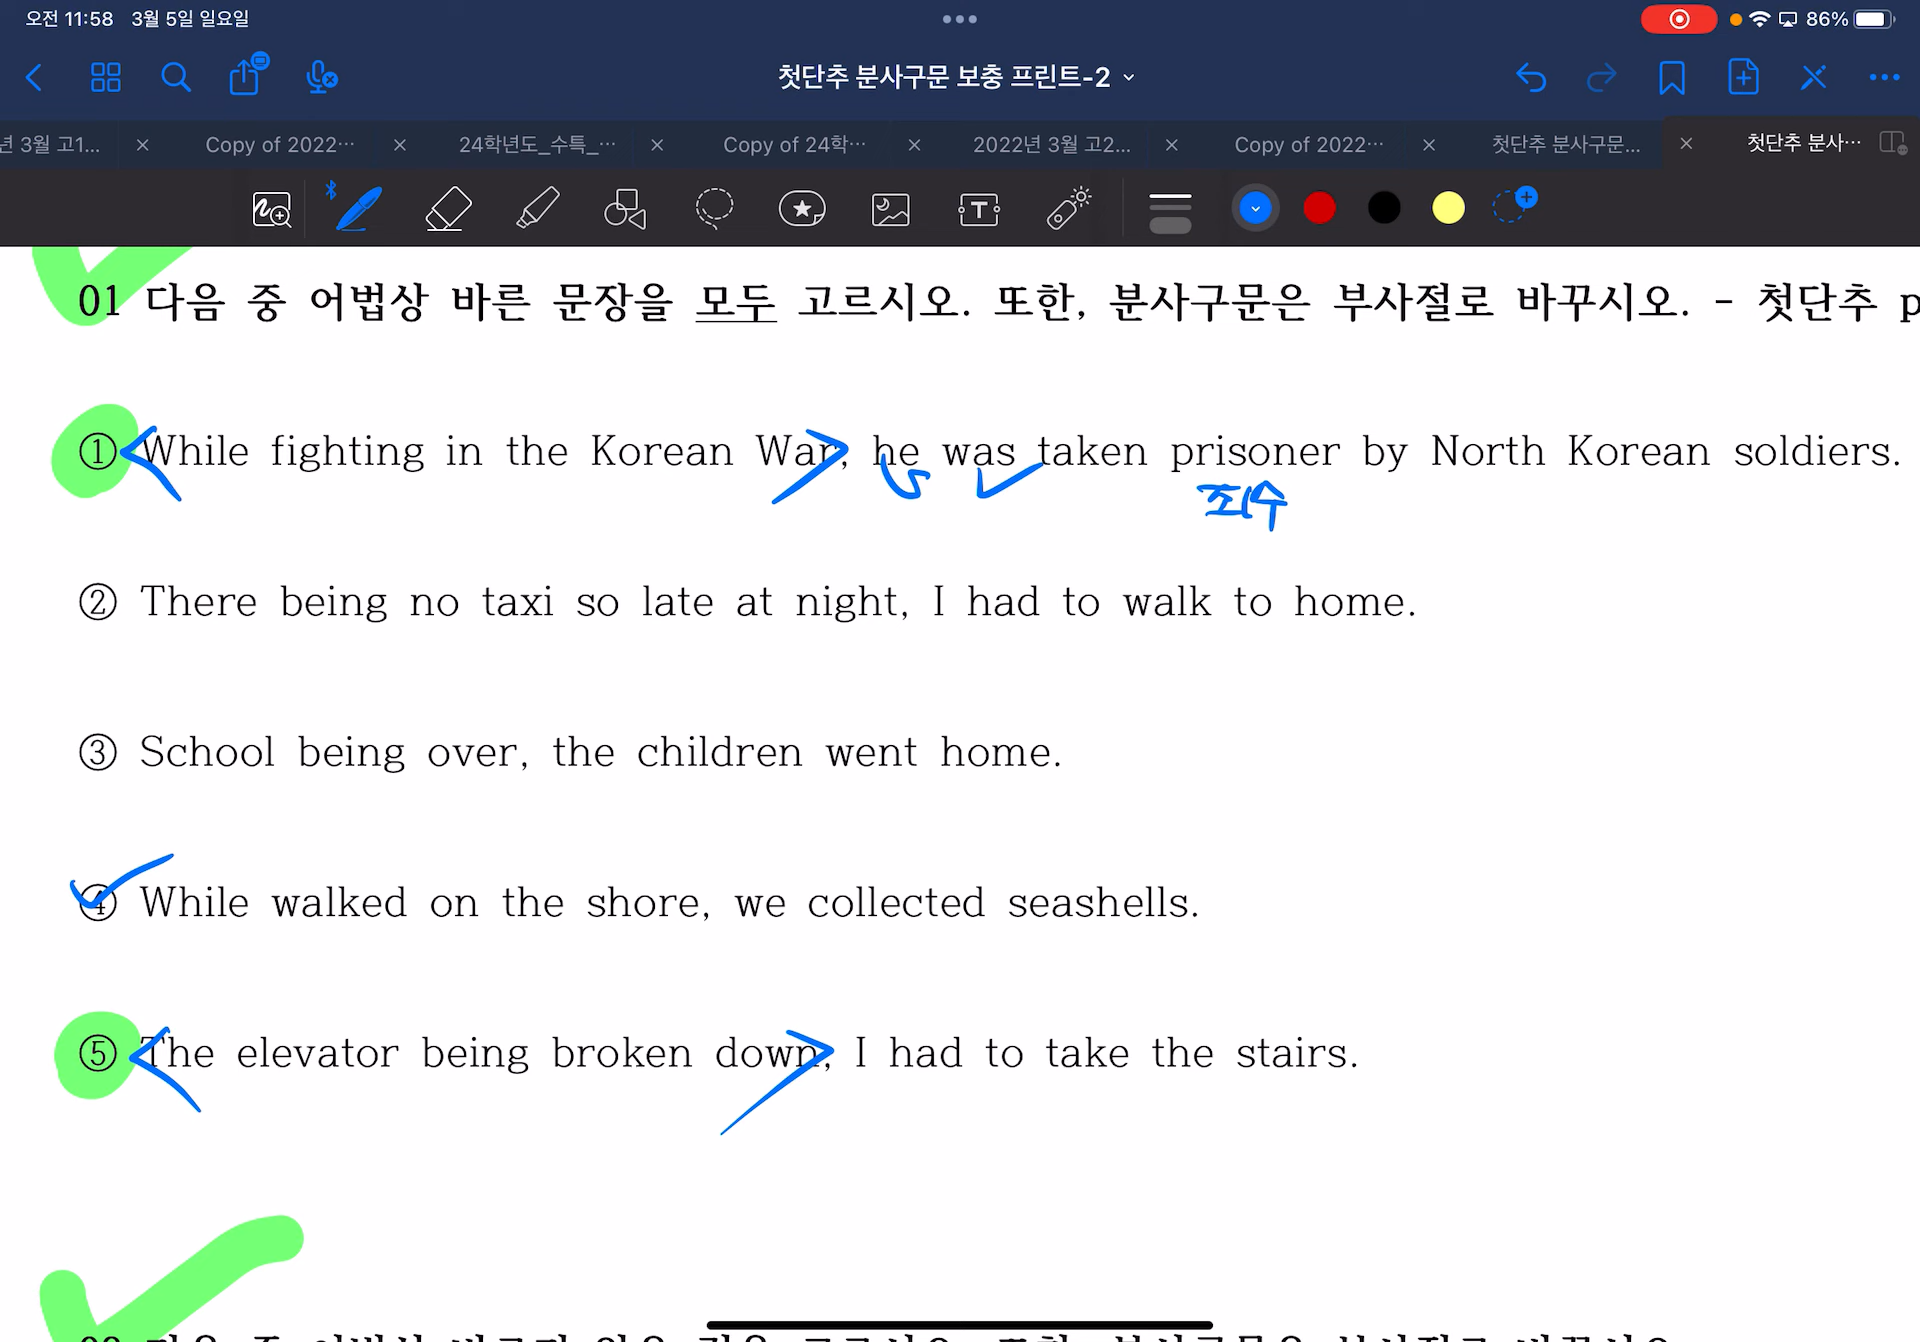 오전 11:58 3월 5일 일요일
86%
첫단추 분사구문 보충 프린트-2
년 3월 고1... Copy of 2022··· 24학년도_수특_··· Copy of 24학··· 2022년 3월 고2... Copy of 2022··· 첫단추 분사구문... 첫단추 분사···
01 다음 중 어법상 바른 문장을 모두 고르시오. 또한, 분사구문은 부사절로 바꾸시오. - 첫단추 p
① While fighting in the Korean War, he was taken prisoner by North Korean soldiers.
S
죄수
② There being no taxi so late at night, I had to walk to home.
③ School being over, the children went home.
④ While walked on the shore, we collected seashells.
⑤ The elevator being broken down, I had to take the stairs.